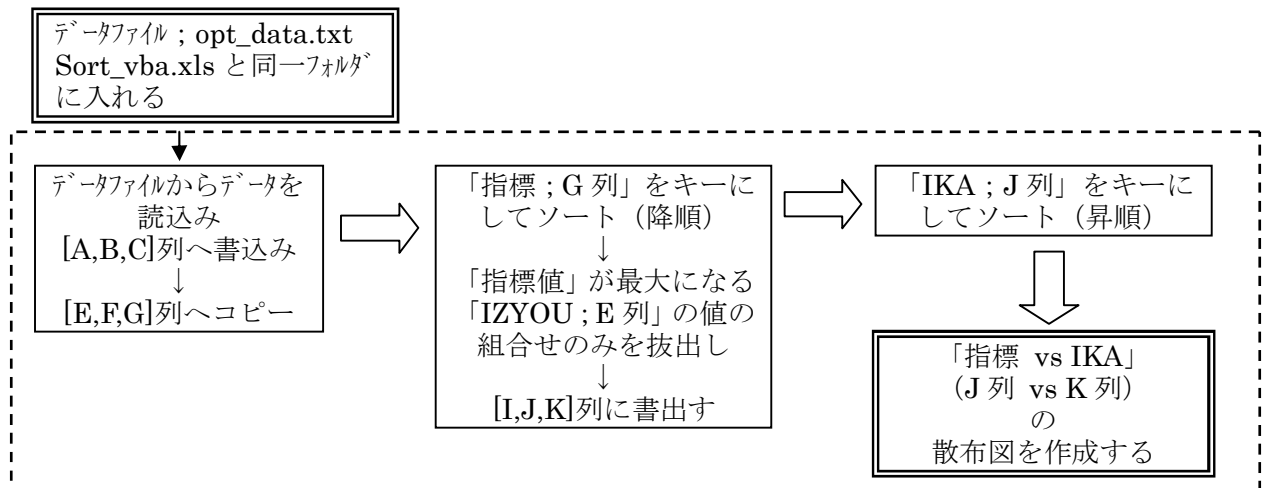 ﾃﾞｰﾀﾌｧｲﾙ ; opt_data.txt
Sort_vba.xls と同一ﾌｫﾙﾀﾞ
に入れる
ﾃﾞｰﾀﾌｧｲﾙからデータを
読込み
[A,B,C]列へ書込み
↓
[E,F,G]列へコピー
「指標 ; G 列」をキーに
してソート（降順）
↓
「指標値」が最大になる
「IZYOU ; E 列」の値の
組合せのみを抜出し
↓
[I,J,K]列に書出す
「IKA ; J 列」をキーに
してソート（昇順）
「指標 vs IKA」
（J 列 vs K 列）
の
散布図を作成する